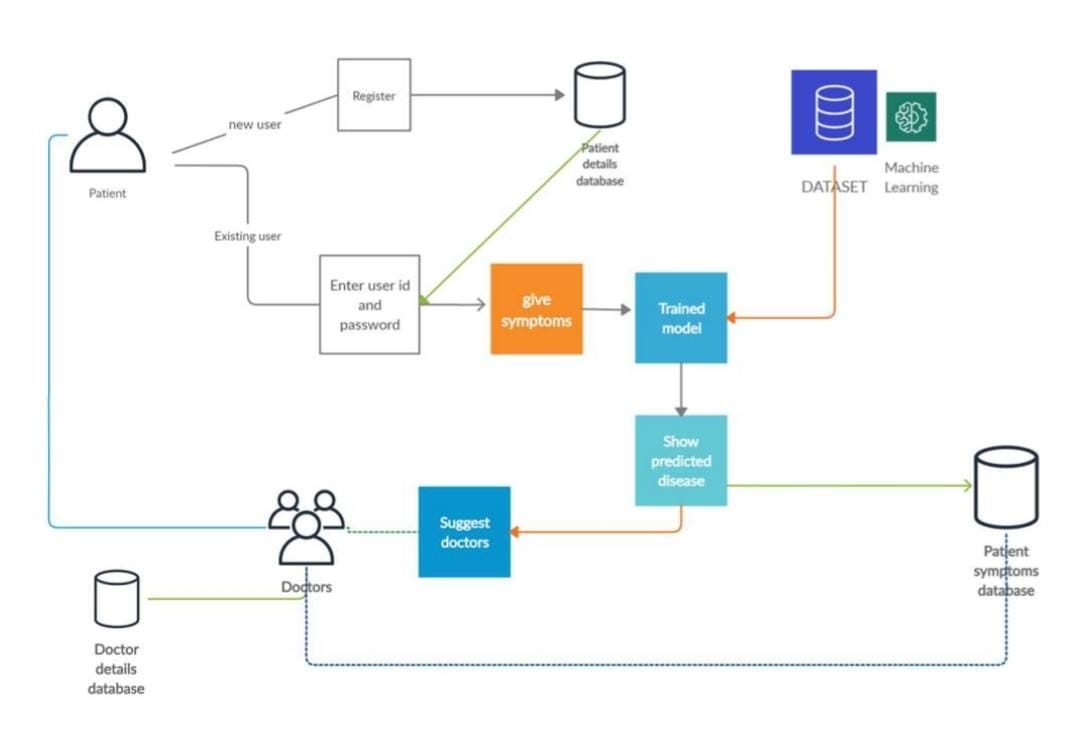 Register
new user
Patient
Patient
details
database
DATASET
Machine
Learning
Existing user
Enter user id
and
password
give
symptoms
Trained
model
Show
predicted
disease
Suggest
doctors
Doctors
Patient
symptoms
database
Doctor
details
database